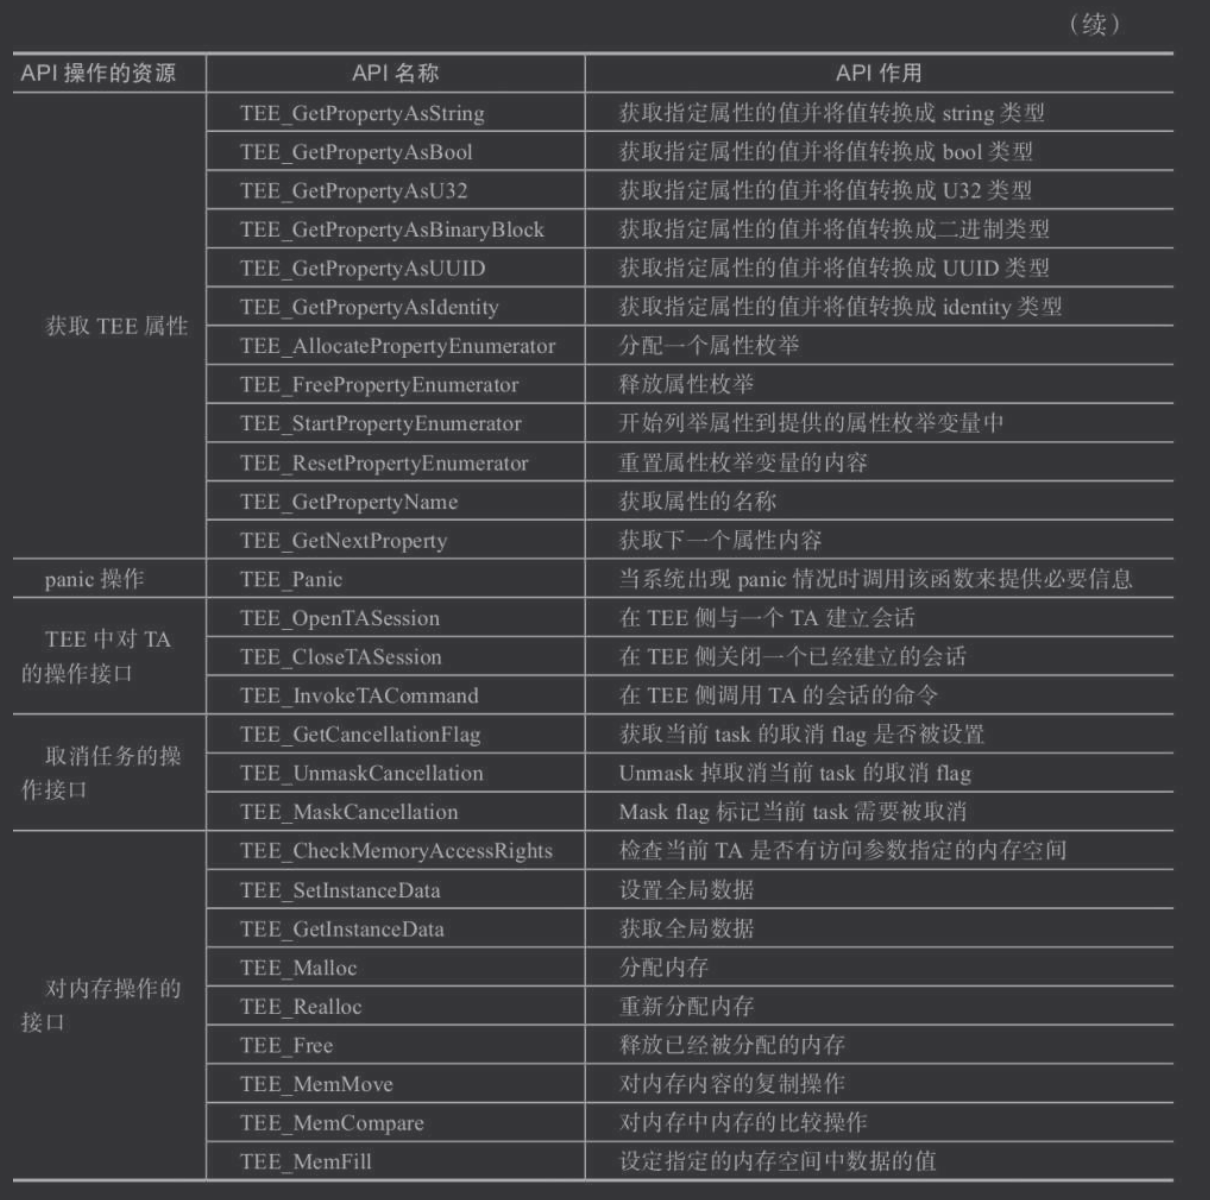 （续）
API 操作的资源 API 名称 API 作用
获取 TEE 属性
TEE_GetPropertyAsString 获取指定属性的值并将值转换成 string 类型
TEE_GetPropertyAsBool 获取指定属性的值并将值转换成 bool 类型
TEE_GetPropertyAsU32 获取指定属性的值并将值转换成 U32 类型
TEE_GetPropertyAsBinaryBlock 获取指定属性的值并将值转换成二进制类型
TEE_GetPropertyAsUUID 获取指定属性的值并将值转换成 UUID 类型
TEE_GetPropertyAsIdentity 获取指定属性的值并将值转换成 identity 类型
TEE_AllocatePropertyEnumerator 分配一个属性枚举
TEE_FreePropertyEnumerator 释放属性枚举
TEE_StartPropertyEnumerator 开始列举属性到提供的属性枚举变量中
TEE_ResetPropertyEnumerator 重置属性枚举变量的内容
TEE_GetPropertyName 获取属性的名称
TEE_GetNextProperty 获取下一个属性内容
panic 操作 TEE_Panic 当系统出现 panic 情况时调用该函数来提供必要信息
TEE 中对 TA
的操作接口
TEE_OpenTASession 在 TEE 侧与一个 TA 建立会话
TEE_CloseTASession 在 TEE 侧关闭一个已经建立的会话
TEE_InvokeTACommand 在 TEE 侧调用 TA 的会话的命令
取消任务的操
作接口
TEE_GetCancellationFlag 获取当前 task 的取消 flag 是否被设置
TEE_UnmaskCancellation Unmask 掉取消当前 task 的取消 flag
TEE_MaskCancellation Mask flag 标记当前 task 需要被取消
对内存操作的
接口
TEE_CheckMemoryAccessRights 检查当前 TA 是否有访问参数指定的内存空间
TEE_SetInstanceData 设置全局数据
TEE_GetInstanceData 获取全局数据
TEE_Malloc 分配内存
TEE_Realloc 重新分配内存
TEE_Free 释放已经被分配的内存
TEE_MemMove 对内存内容的复制操作
TEE_MemCompare 对内存中内存的比较操作
TEE_MemFill 设定指定的内存空间中数据的值